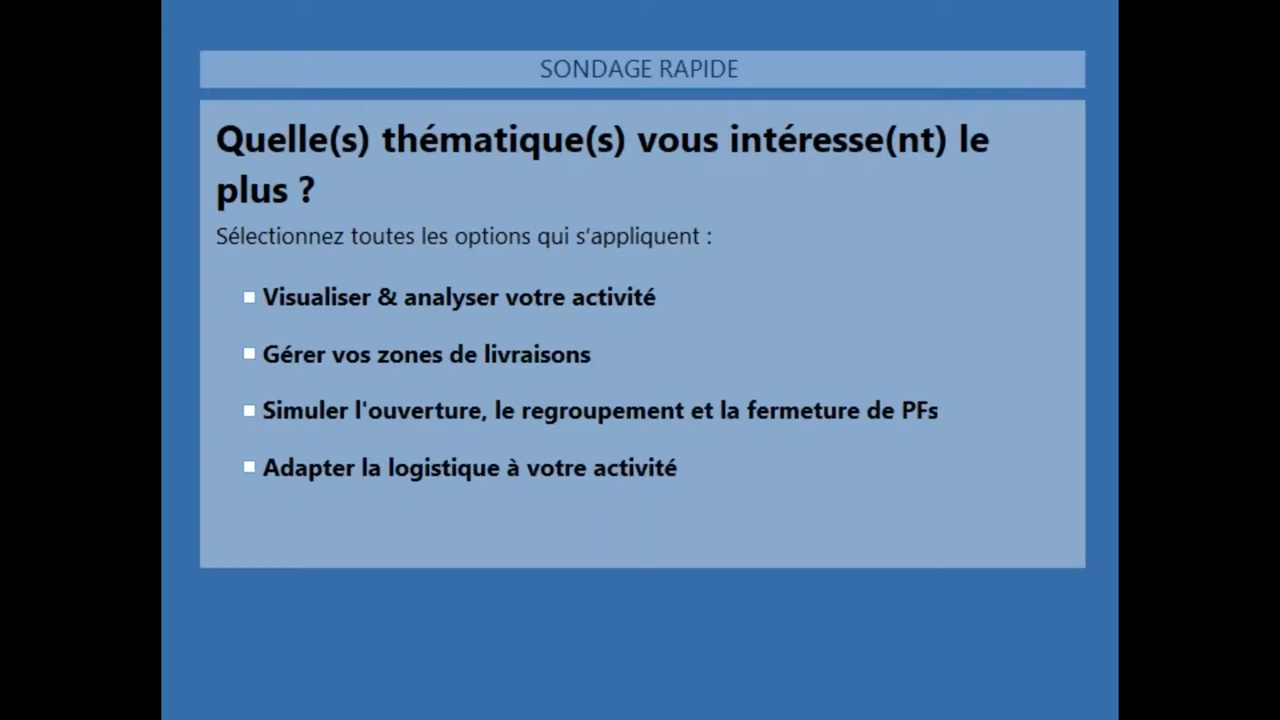 SONDAGE RAPIDE
Quelle(s) thématique(s) vous intéresse(nt) le
plus ?
Sélectionnez toutes les options qui s'appliquent :
Visualiser & analyser votre activité
Gérer vos zones de livraisons
Simuler l'ouverture, le regroupement et la fermeture de PFs
Adapter la logistique à votre activité